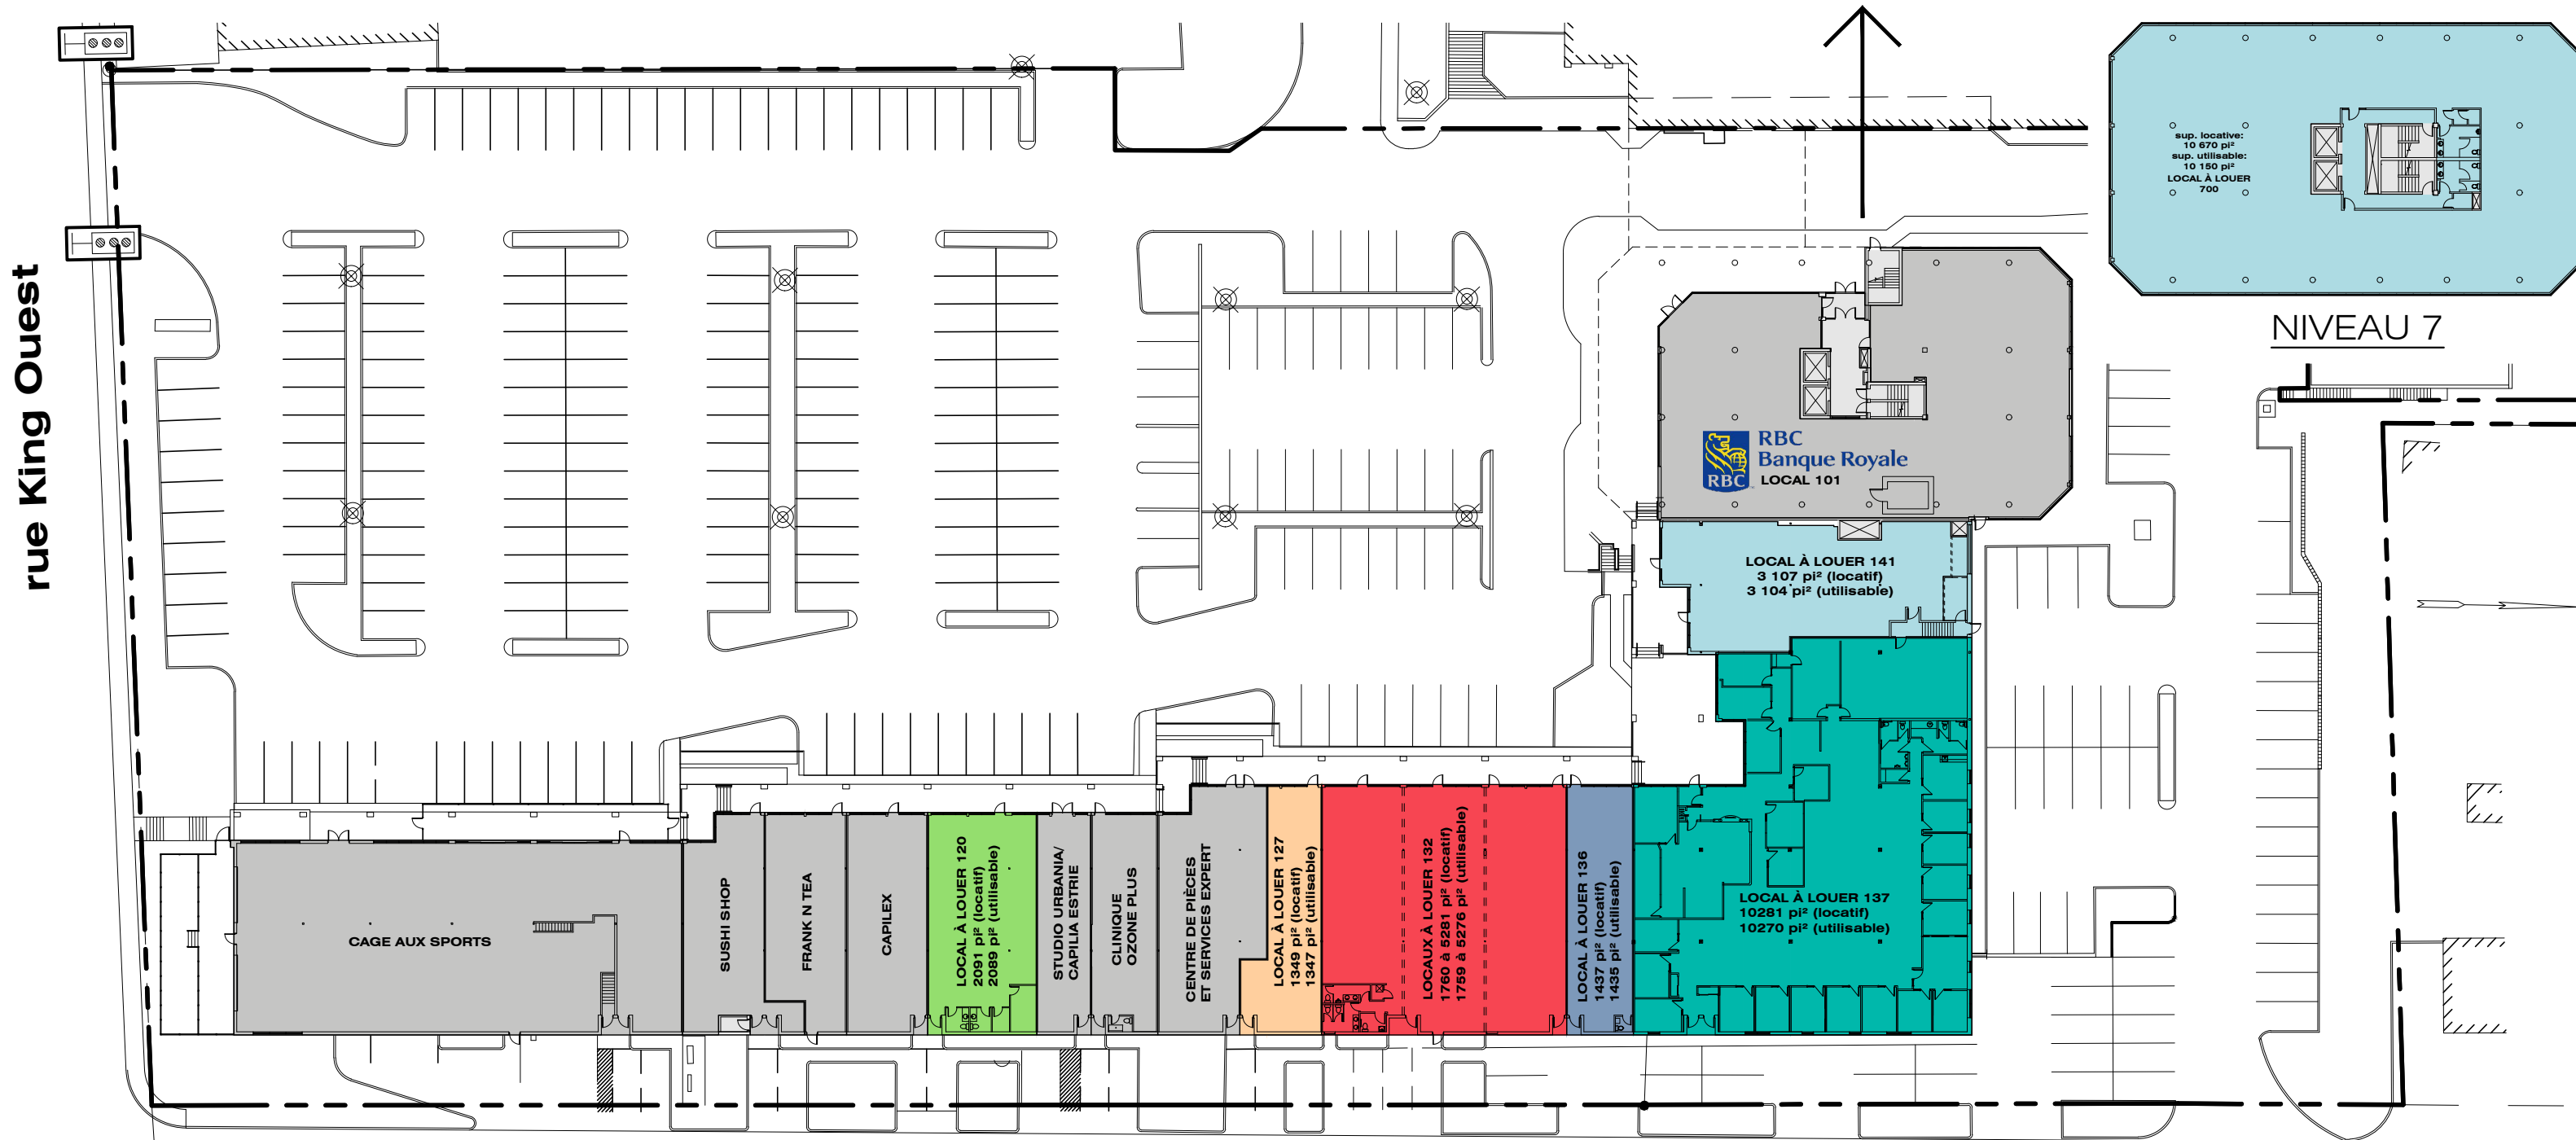 rue King Ouest
sup. locative:
10 670 pi²
sup. utilisable:
10 150 pi²
LOCAL À LOUER
700
NIVEAU 7
RBC
Banque Royale
RBC
LOCAL 101
LOCAL À LOUER 141
3 107 pi² (locatif)
3 104 pi² (utilisable)
LOCAL À LOUER 137
10281 pi² (locatif)
10270 pi² (utilisable)
CAGE AUX SPORTS
SUSHI SHOP
FRANK N TEA
CAPILEX
LOCAL À LOUER 120
2091 pi² (locatif)
2089 pi² (utilisable)
STUDIO URBANIA/
CAPILIA ESTRIE
CLINIQUE
OZONE PLUS
CENTRE DE PIÈCES
ET SERVICES EXPERT
LOCAL À LOUER 127
1349 pi² (locatif)
1347 pi² (utilisable)
LOCAUX À LOUER 132
1760 à 5281 pi² (locatif)
1759 à 5276 pi² (utilisable)
LOCAL À LOUER 136
1437 pi² (locatif)
1435 pi² (utilisable)